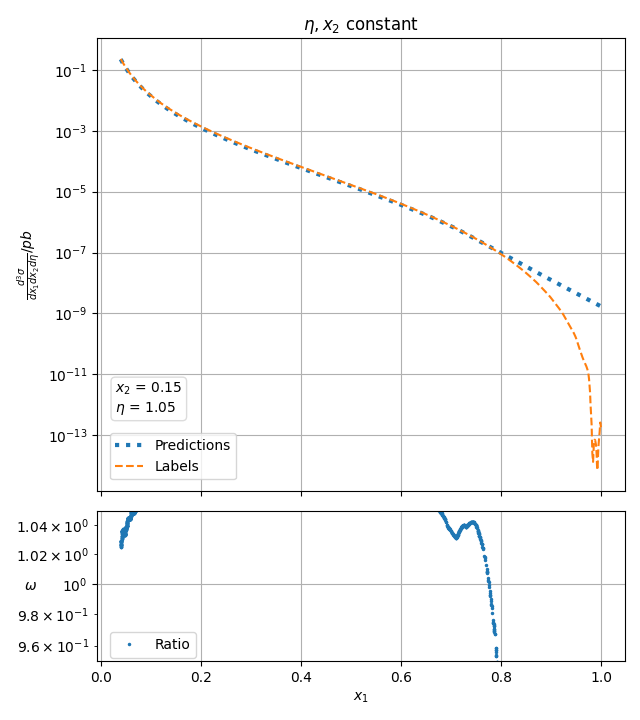 η, x₂ constant
10⁻¹
10⁻³
10⁻⁵
10⁻⁷
10⁻⁹
10⁻¹¹
10⁻¹³
d³σ/dx₁dx₂dη /pb
x₂ = 0.15
η = 1.05
Predictions
Labels
1.04 × 10⁰
1.02 × 10⁰
10⁰
9.8 × 10⁻¹
9.6 × 10⁻¹
ω
Ratio
0.0 0.2 0.4 0.6 0.8 1.0
x₁